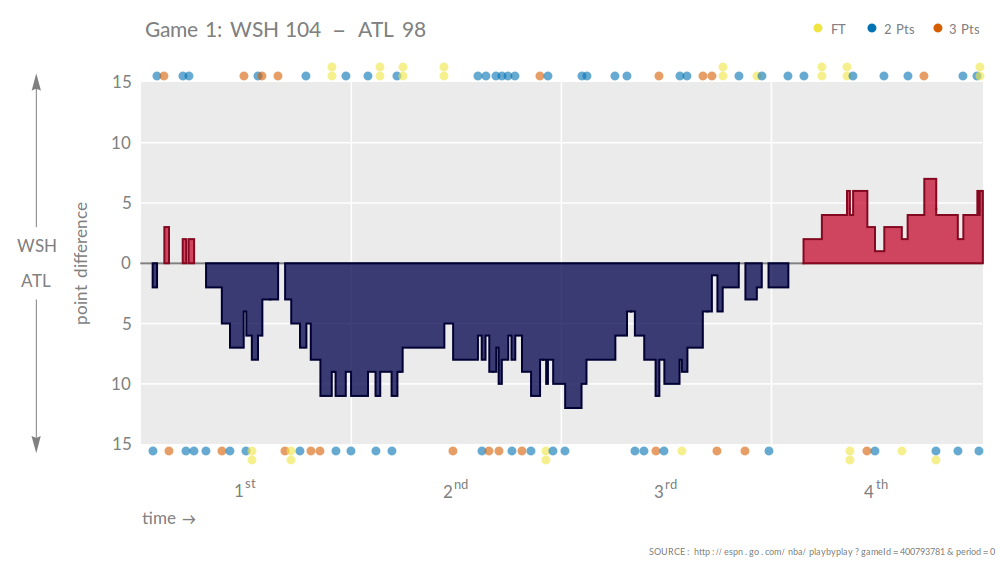 Game 1: WSH 104 – ATL 98
FT 2 Pts 3 Pts
15
10
5
0
5
10
15
WSH
ATL
point difference
1st 2nd 3rd 4th
time →
SOURCE : http :// espn . go . com/ nba/ playbyplay ? gameId = 400793781 & period = 0